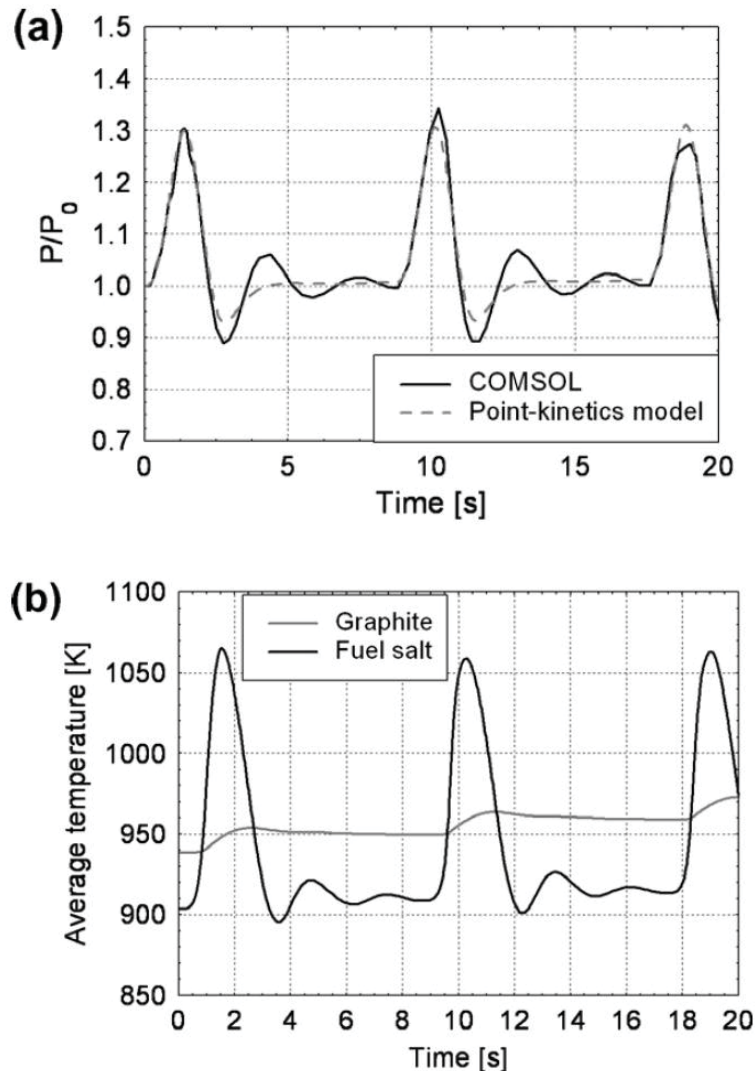 (a)
1.5
1.4
1.3
1.2
1.1
1.0
0.9
0.8
0.7
P/P0
COMSOL
Point-kinetics model
0 5 10 15 20
Time [s]
(b)
1100
1050
1000
950
900
850
Average temperature [K]
Graphite
Fuel salt
0 2 4 6 8 10 12 14 16 18 20
Time [s]